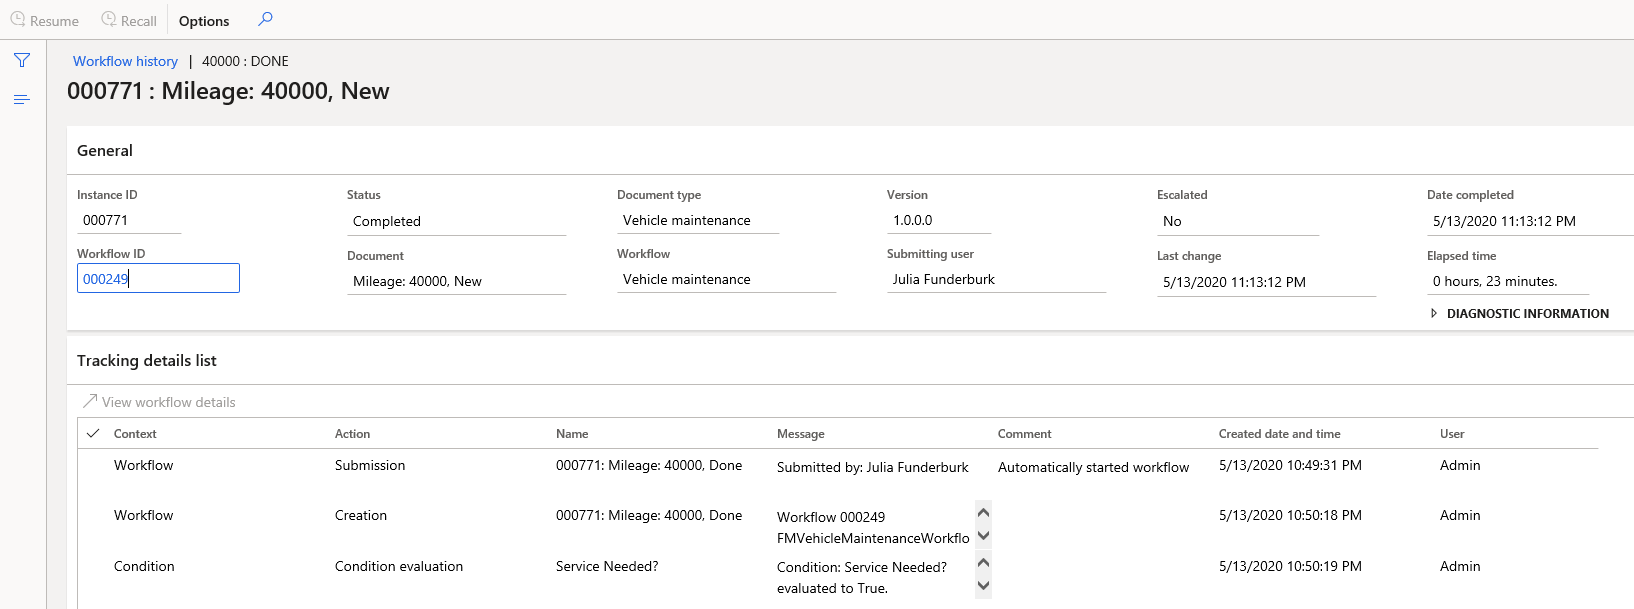 Resume Recall Options
Workflow history | 40000 : DONE
000771 : Mileage: 40000, New
General
Instance ID Status Document type Version Escalated Date completed
000771 Completed Vehicle maintenance 1.0.0.0 No 5/13/2020 11:13:12 PM
Workflow ID Document Workflow Submitting user Last change Elapsed time
000249 Mileage: 40000, New Vehicle maintenance Julia Funderburk 5/13/2020 11:13:12 PM 0 hours, 23 minutes.
DIAGNOSTIC INFORMATION
Tracking details list
View workflow details
Context Action Name Message Comment Created date and time User
Workflow Submission 000771: Mileage: 40000, Done Submitted by: Julia Funderburk Automatically started workflow 5/13/2020 10:49:31 PM Admin
Workflow Creation 000771: Mileage: 40000, Done Workflow 000249 5/13/2020 10:50:18 PM Admin
FMVehicleMaintenanceWorkflo
Condition Condition evaluation Service Needed? Condition: Service Needed? 5/13/2020 10:50:19 PM Admin
evaluated to True.